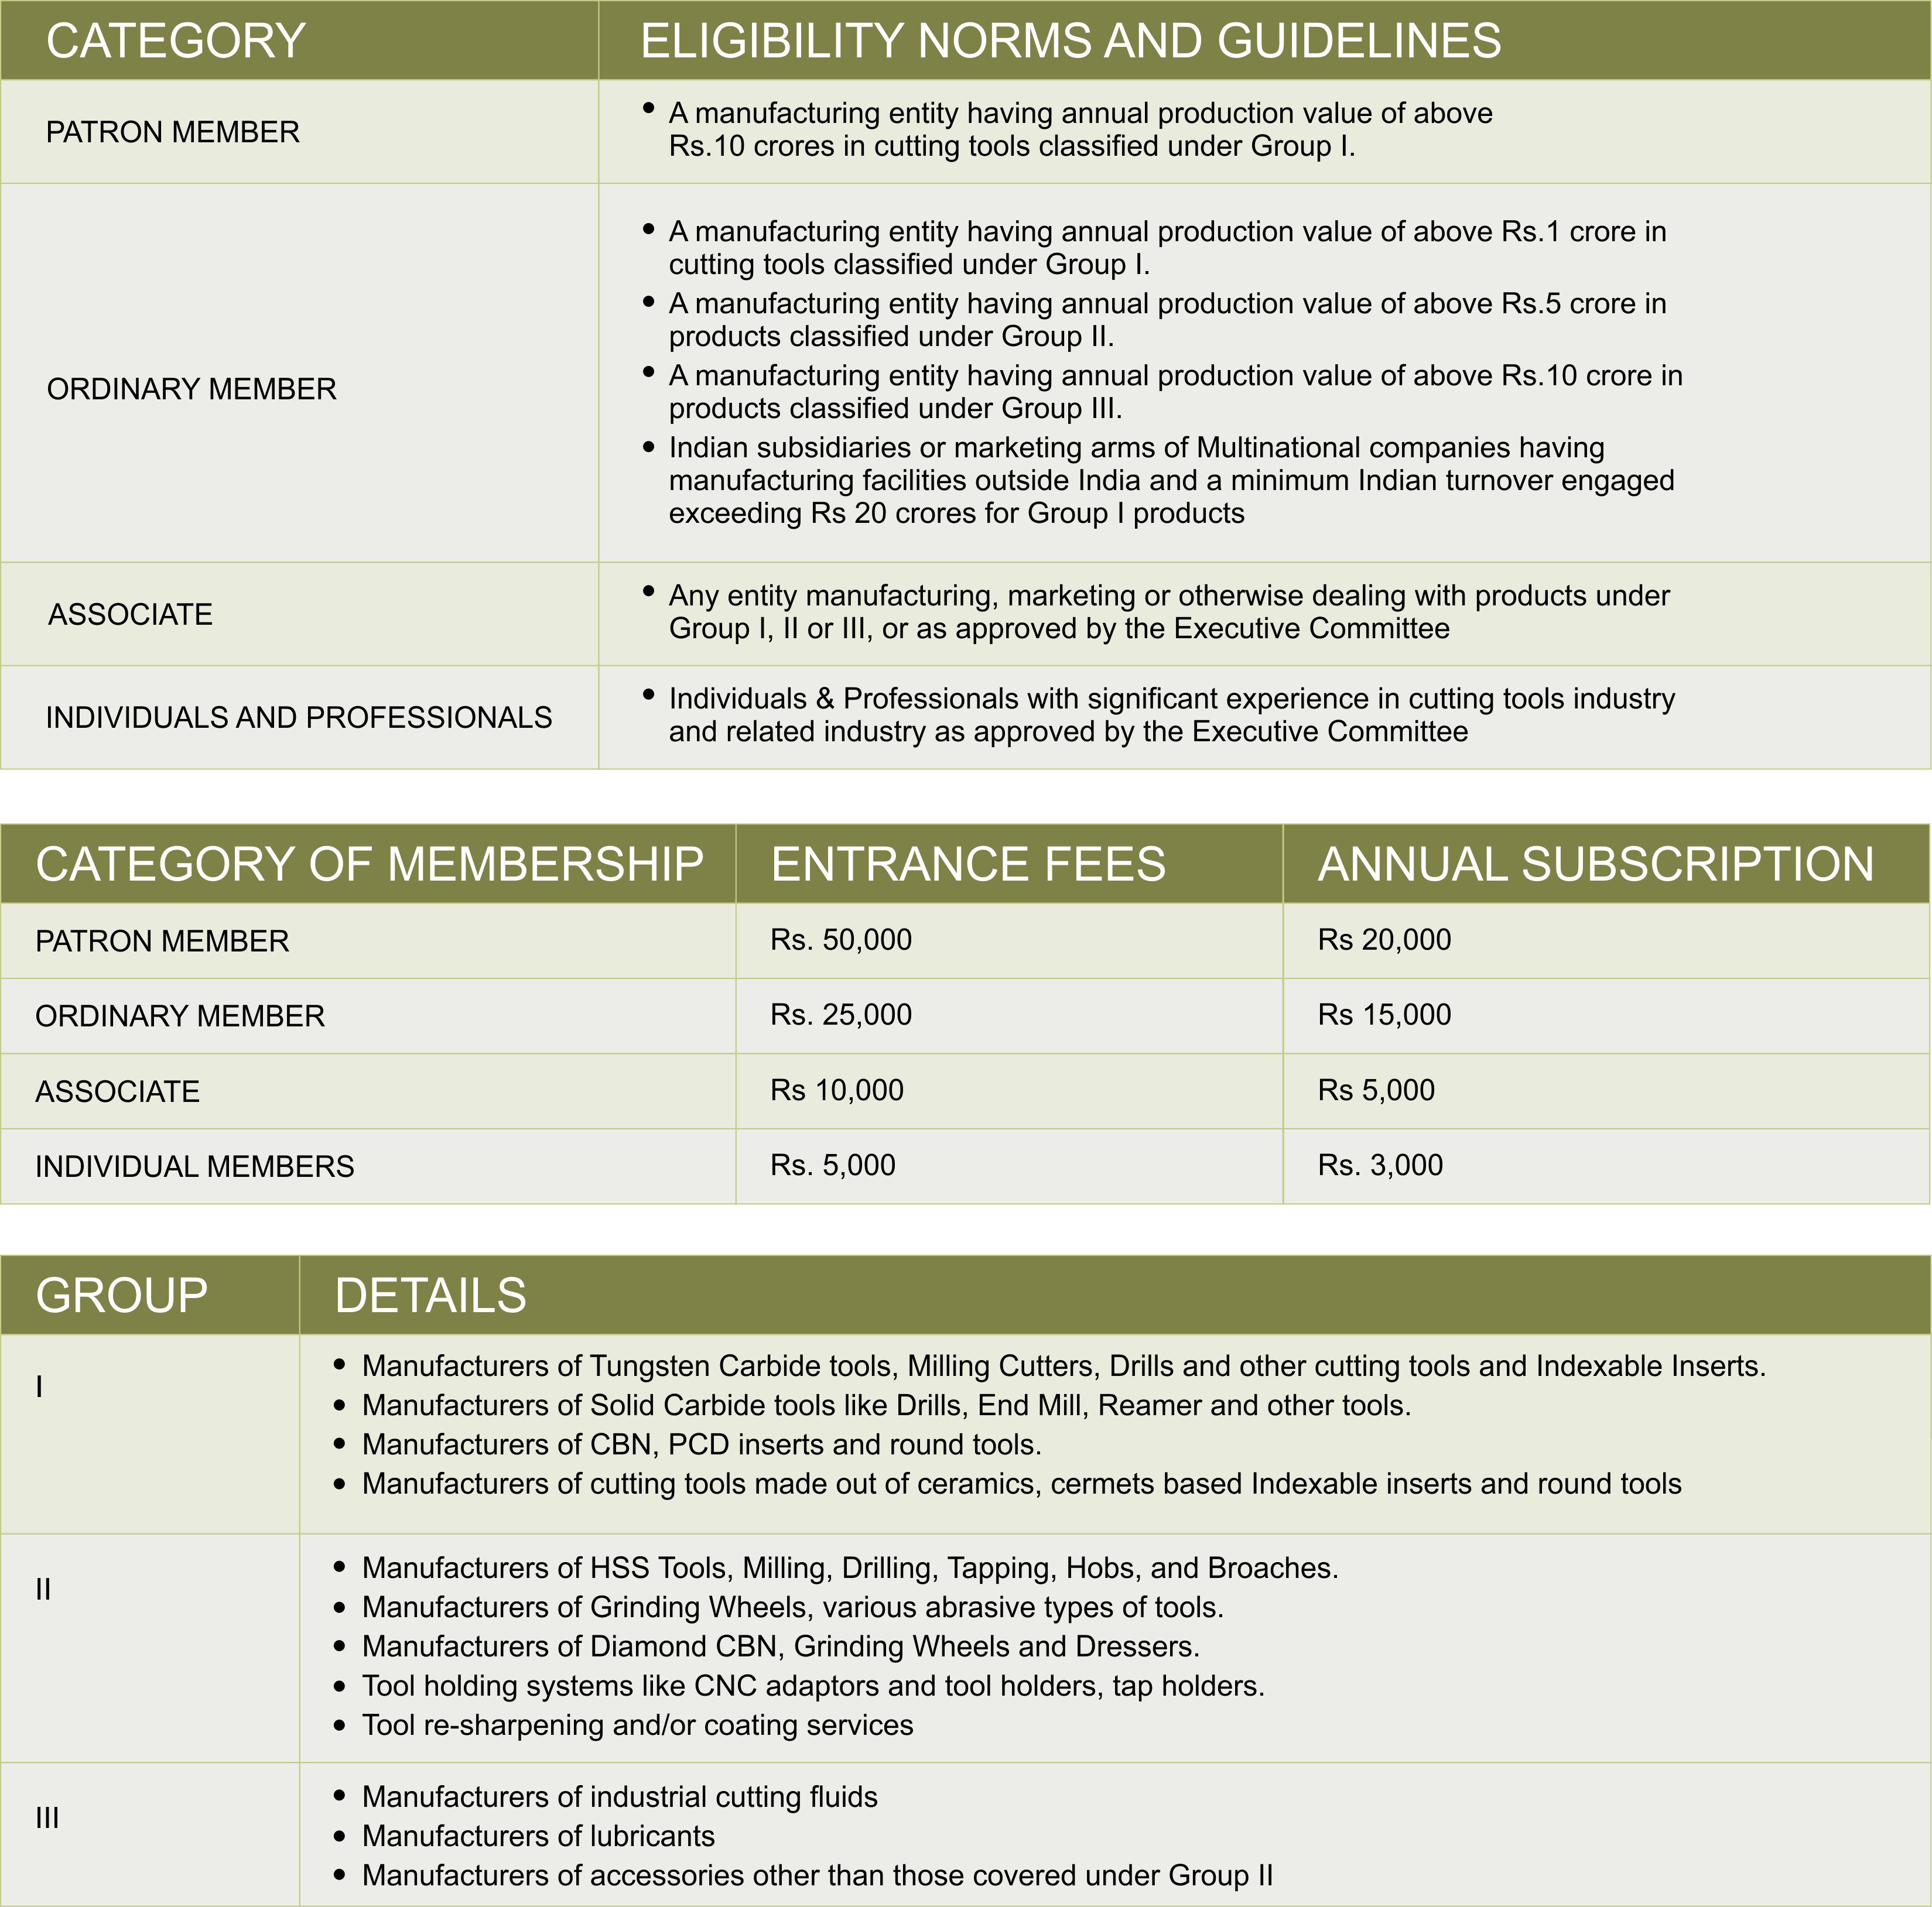 CATEGORY
ELIGIBILITY NORMS AND GUIDELINES
PATRON MEMBER
• A manufacturing entity having annual production value of above
Rs.10 crores in cutting tools classified under Group I.
ORDINARY MEMBER
• A manufacturing entity having annual production value of above Rs.1 crore in
cutting tools classified under Group I.
• A manufacturing entity having annual production value of above Rs.5 crore in
products classified under Group II.
• A manufacturing entity having annual production value of above Rs.10 crore in
products classified under Group III.
• Indian subsidiaries or marketing arms of Multinational companies having
manufacturing facilities outside India and a minimum Indian turnover engaged
exceeding Rs 20 crores for Group I products
ASSOCIATE
• Any entity manufacturing, marketing or otherwise dealing with products under
Group I, II or III, or as approved by the Executive Committee
INDIVIDUALS AND PROFESSIONALS
• Individuals & Professionals with significant experience in cutting tools industry
and related industry as approved by the Executive Committee
CATEGORY OF MEMBERSHIP
ENTRANCE FEES
ANNUAL SUBSCRIPTION
PATRON MEMBER
Rs. 50,000
Rs 20,000
ORDINARY MEMBER
Rs. 25,000
Rs 15,000
ASSOCIATE
Rs 10,000
Rs 5,000
INDIVIDUAL MEMBERS
Rs. 5,000
Rs. 3,000
GROUP
DETAILS
I
• Manufacturers of Tungsten Carbide tools, Milling Cutters, Drills and other cutting tools and Indexable Inserts.
• Manufacturers of Solid Carbide tools like Drills, End Mill, Reamer and other tools.
• Manufacturers of CBN, PCD inserts and round tools.
• Manufacturers of cutting tools made out of ceramics, cermets based Indexable inserts and round tools
II
• Manufacturers of HSS Tools, Milling, Drilling, Tapping, Hobs, and Broaches.
• Manufacturers of Grinding Wheels, various abrasive types of tools.
• Manufacturers of Diamond CBN, Grinding Wheels and Dressers.
• Tool holding systems like CNC adaptors and tool holders, tap holders.
• Tool re-sharpening and/or coating services
III
• Manufacturers of industrial cutting fluids
• Manufacturers of lubricants
• Manufacturers of accessories other than those covered under Group II